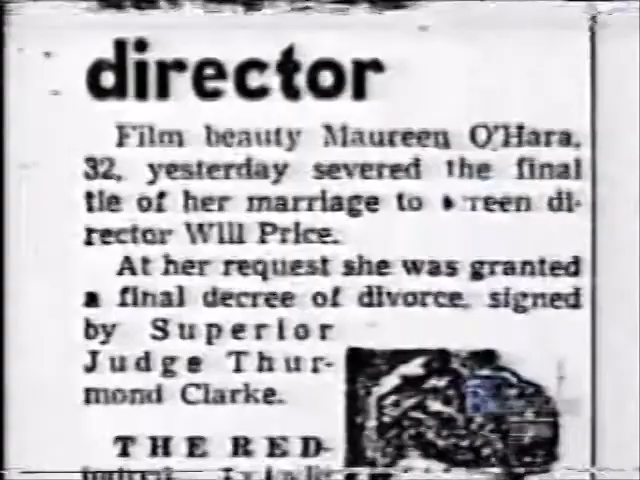 director
Film beauty Maureen O'Hara,
32, yesterday severed the final
tie of her marriage to di-
rector Will Price.
At her request she was granted
a final decree of divorce, signed
by Superior
Judge Thur-
mond Clarke.
THE RED-